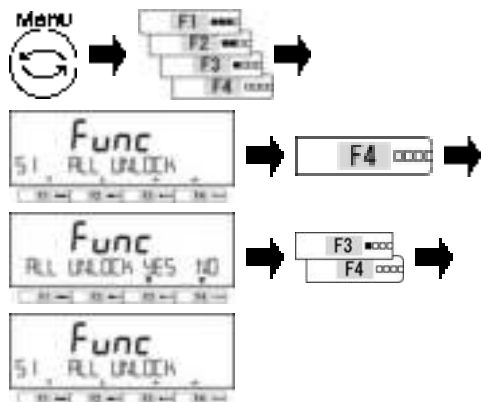 Menu
F1
F2
F3
F4
Func
51 ALL UNLOCK
F4
Func
ALL UNLOCK YES NO
F3
F4
Func
51 ALL UNLOCK